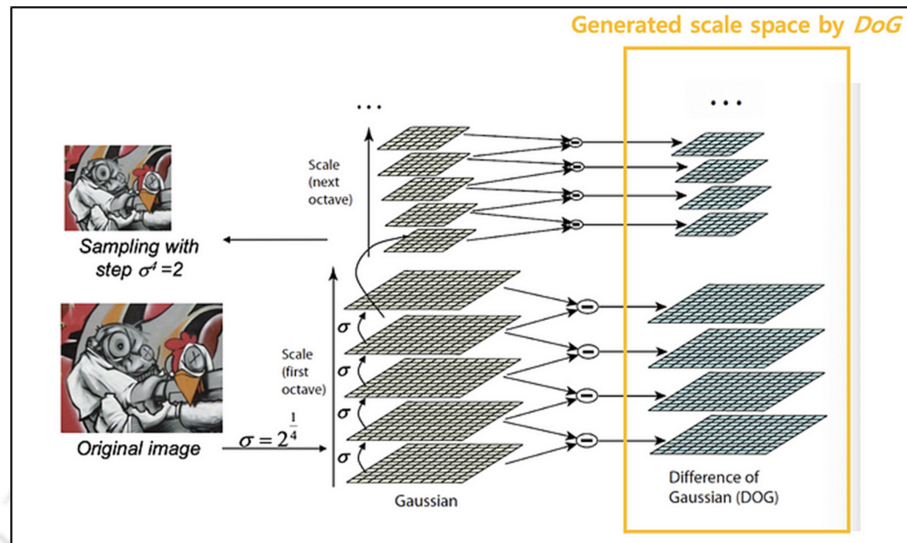 Generated scale space by DoG
...
...
Scale
(next
octave)
Sampling with
step σ⁴=2
σ
σ
σ
σ
Scale
(first
octave)
Original image
σ = 2^{1/4}
Gaussian
Difference of
Gaussian (DOG)